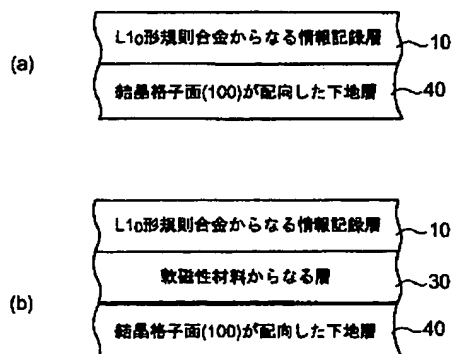 (a)
L10形規則合金からなる情報記録層
10
結晶格子面(100)が配向した下地層
40
(b)
L10形規則合金からなる情報記録層
10
軟磁性材料からなる層
30
結晶格子面(100)が配向した下地層
40